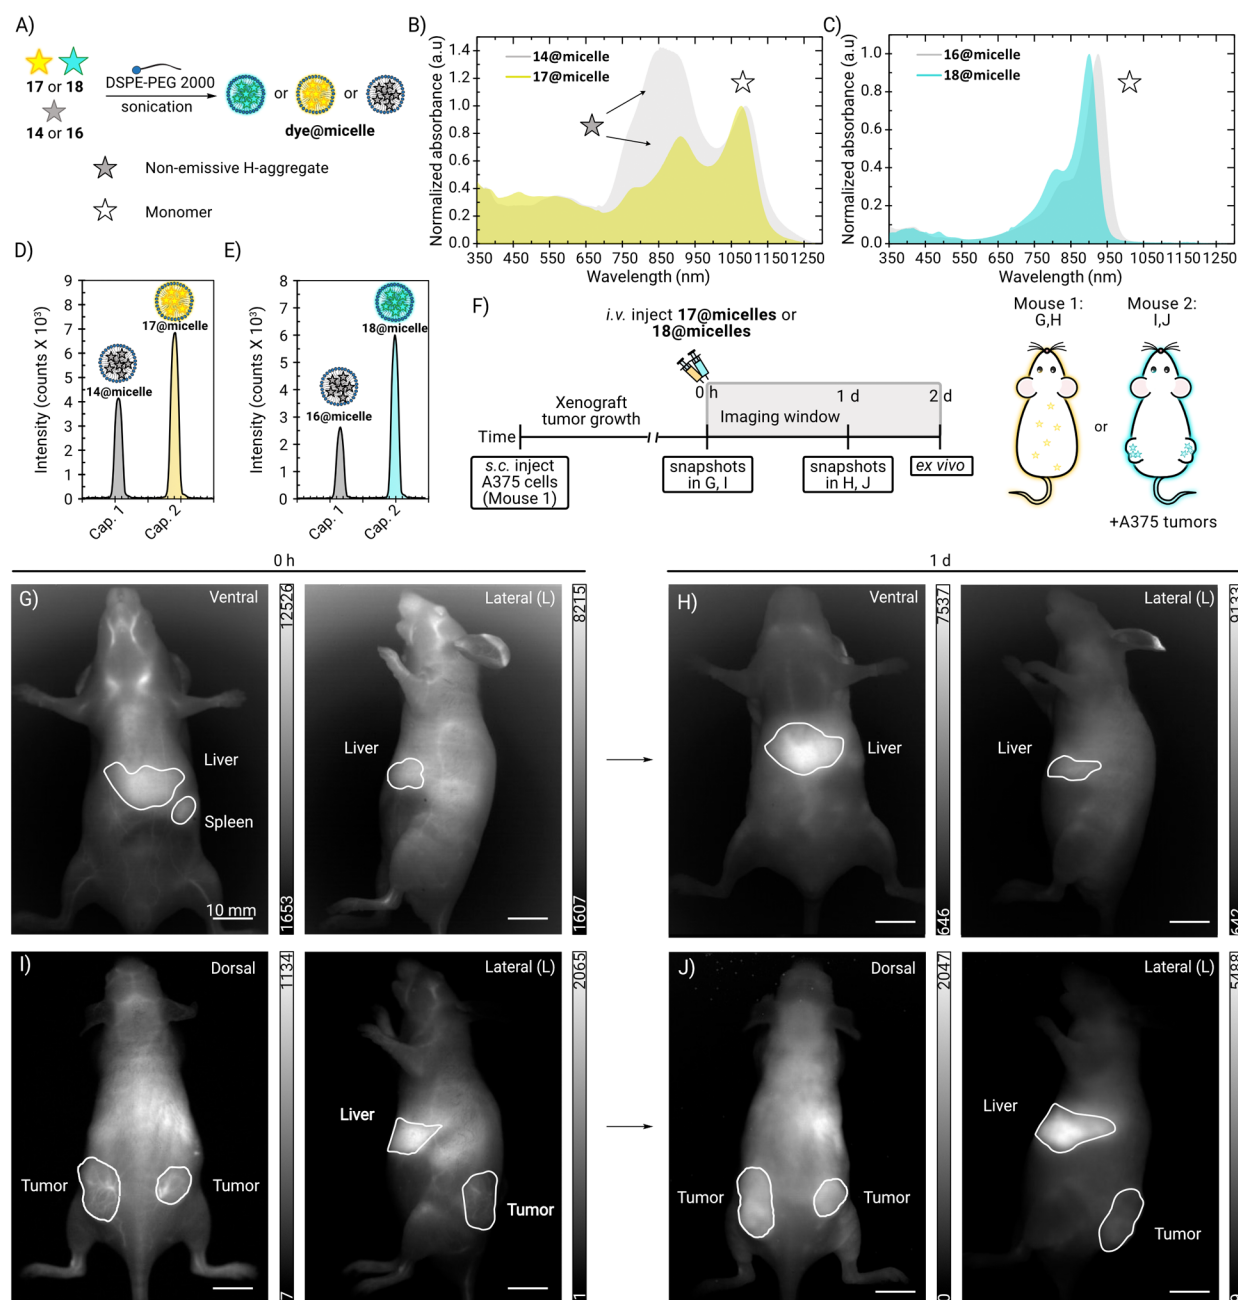 A)
17 or 18
14 or 16
DSPE-PEG 2000
sonication
or
or
dye@micelle
Non-emissive H-aggregate
Monomer
B)
Normalized absorbance (a.u)
1.4
1.2
1.0
0.8
0.6
0.4
0.2
0.0
14@micelle
17@micelle
350 450 550 650 750 850 950 1050 1150 1250
Wavelength (nm)
C)
Normalized absorbance (a.u)
1.0
0.8
0.6
0.4
0.2
0.0
16@micelle
18@micelle
350 450 550 650 750 850 950 1050 1150 1250
Wavelength (nm)
D)
Intensity (counts X 10³)
9
8
7
6
5
4
3
2
1
0
17@micelle
14@micelle
Cap. 1
Cap. 2
E)
Intensity (counts X 10³)
8
7
6
5
4
3
2
1
0
18@micelle
16@micelle
Cap. 1
Cap. 2
F)
i.v. inject 17@micelles or
18@micelles
0 h
1 d
2 d
Xenograft
tumor growth
Imaging window
Time
s.c. inject
A375 cells
(Mouse 1)
snapshots
in G, I
snapshots
in H, J
ex vivo
Mouse 1:
G,H
or
Mouse 2:
I,J
+A375 tumors
0 h
1 d
G)
Ventral
Liver
Spleen
10 mm
12526
1653
Lateral (L)
Liver
8215
1607
H)
Ventral
Liver
7537
646
Lateral (L)
Liver
9133
642
I)
Dorsal
Tumor
Tumor
1134
7
Lateral (L)
Liver
Tumor
2065
1
J)
Dorsal
Tumor
Tumor
2047
0
Lateral (L)
Liver
Tumor
5488